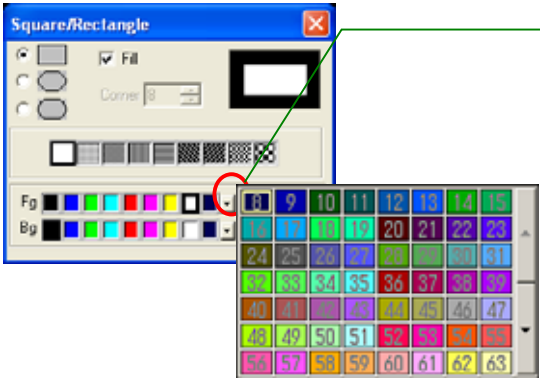 Square/Rectangle
Fill
Corner 8
Fg
Bg
8 9 10 11 12 13 14 15
16 17 18 19 20 21 22 23
24 25 26 27 28 29 30 31
32 33 34 35 36 37 38 39
40 41 42 43 44 45 46 47
48 49 50 51 52 53 54 55
56 57 58 59 60 61 62 63